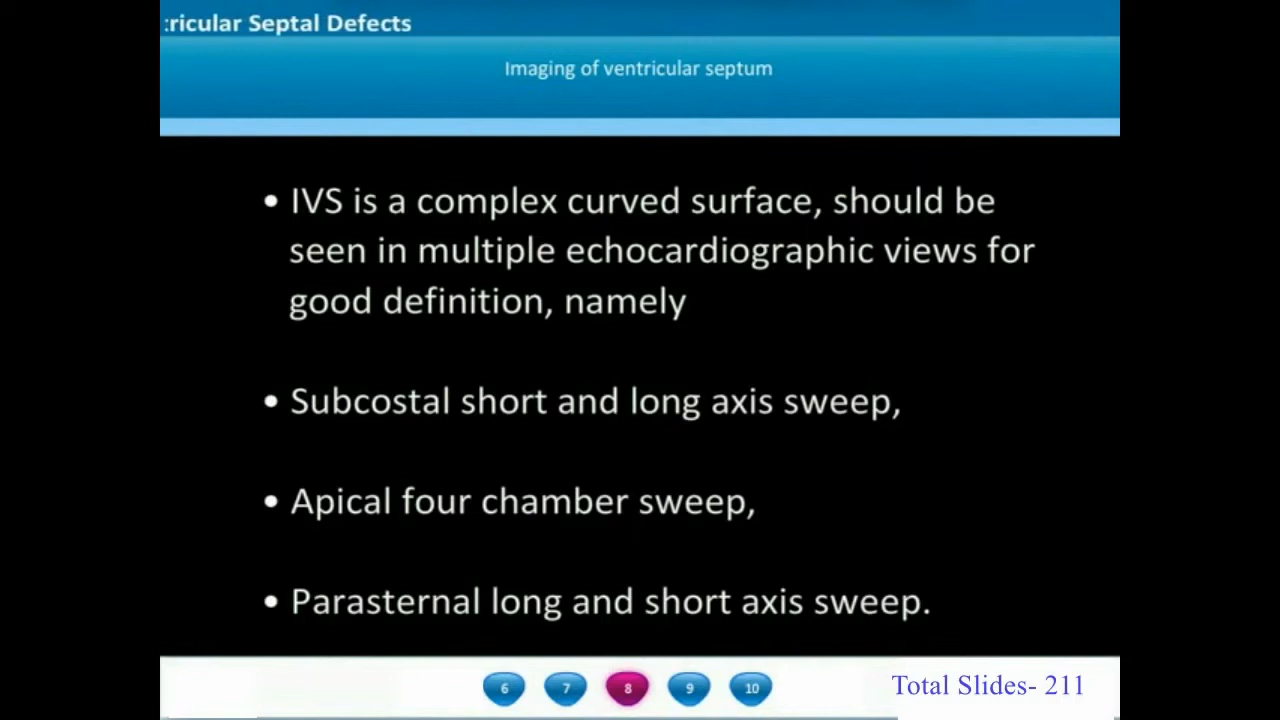 :ricular Septal Defects
Imaging of ventricular septum
• IVS is a complex curved surface, should be
seen in multiple echocardiographic views for
good definition, namely
• Subcostal short and long axis sweep,
• Apical four chamber sweep,
• Parasternal long and short axis sweep.
6 7 8 9 10
Total Slides- 211